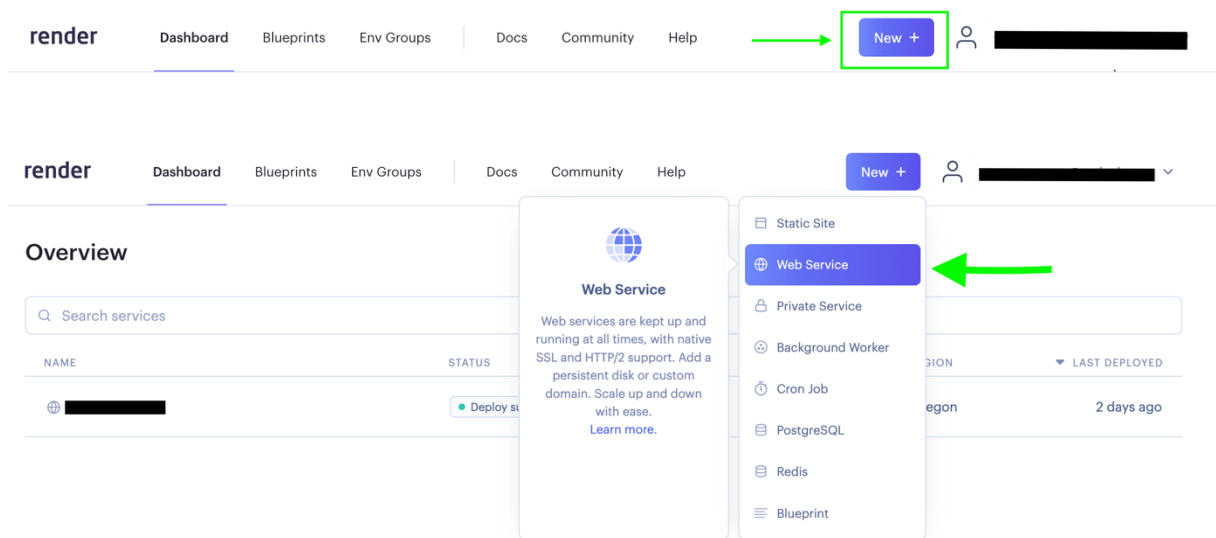 render Dashboard Blueprints Env Groups Docs Community Help New +
render Dashboard Blueprints Env Groups Docs Community Help New +
Overview
Search services
NAME STATUS GION LAST DEPLOYED
Deploy su egon 2 days ago
Web Service
Web services are kept up and
running at all times, with native
SSL and HTTP/2 support. Add a
persistent disk or custom
domain. Scale up and down
with ease.
Learn more.
Static Site
Web Service
Private Service
Background Worker
Cron Job
PostgreSQL
Redis
Blueprint